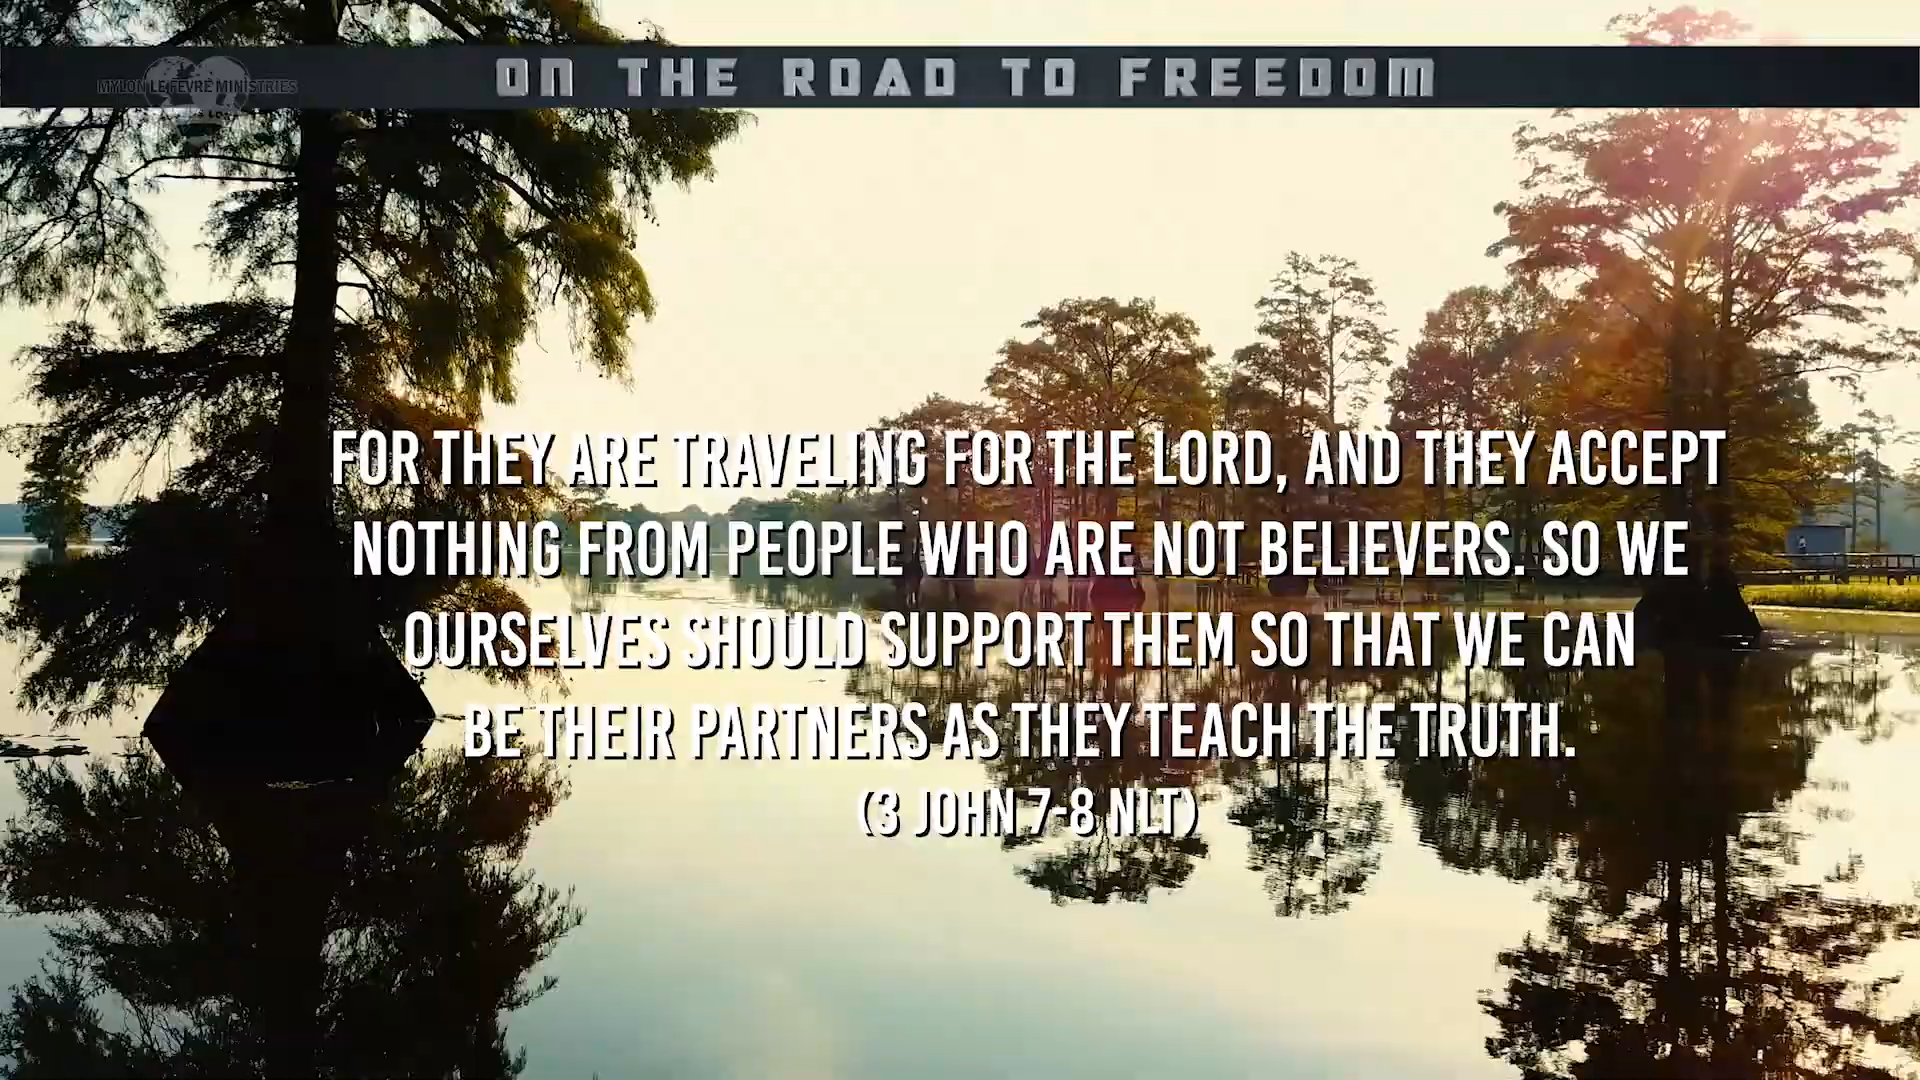 ON THE ROAD TO FREEDOM
MYLON LE FEVRE MINISTRIES
FOR THEY ARE TRAVELING FOR THE LORD, AND THEY ACCEPT
NOTHING FROM PEOPLE WHO ARE NOT BELIEVERS. SO WE
OURSELVES SHOULD SUPPORT THEM SO THAT WE CAN
BE THEIR PARTNERS AS THEY TEACH THE TRUTH.
(3 JOHN 7-8 NLT)